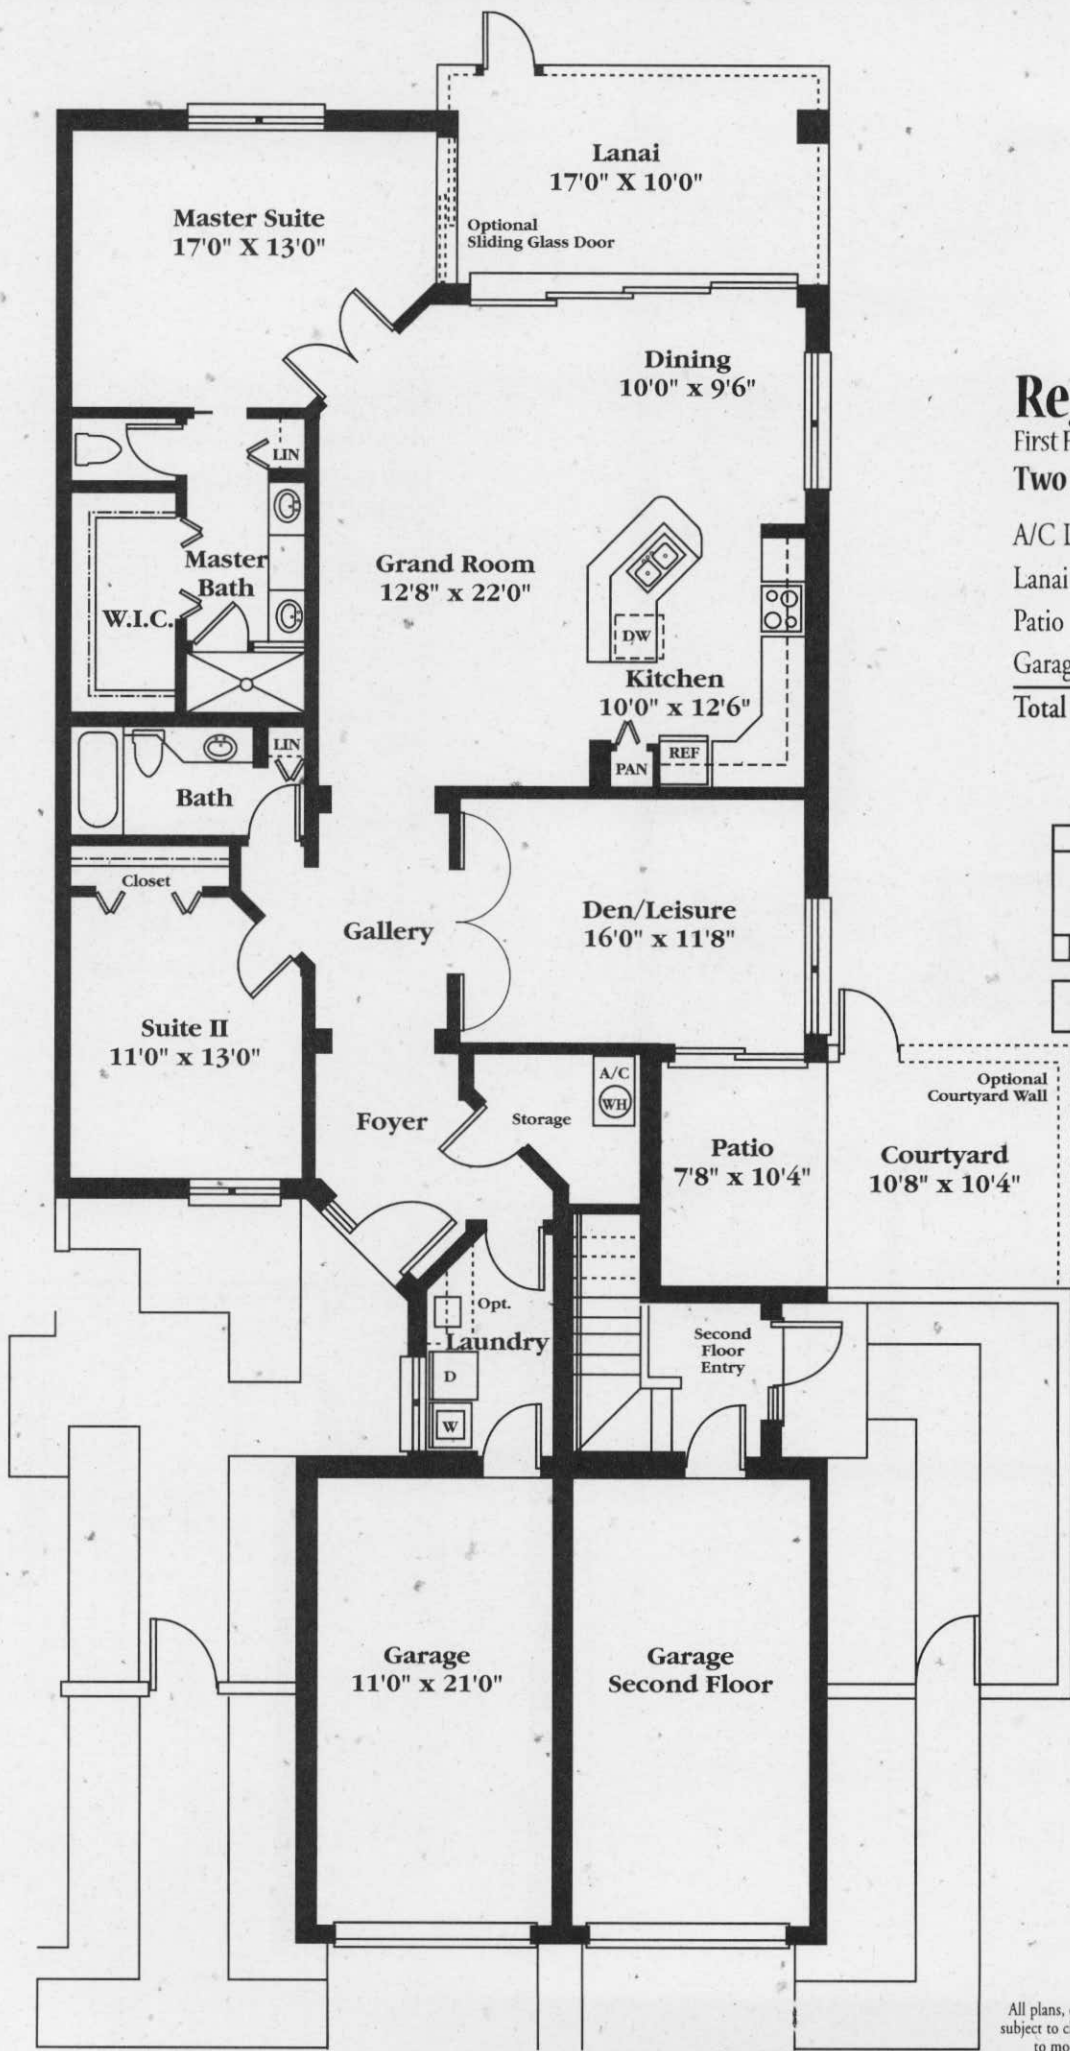 Lanai
17'0" X 10'0"
Optional
Sliding Glass Door
Master Suite
17'0" X 13'0"
Dining
10'0" x 9'6"
LIN
Master
Bath
W.I.C.
Grand Room
12'8" x 22'0"
DW
Kitchen
10'0" x 12'6"
PAN
REF
LIN
Bath
Closet
Gallery
Den/Leisure
16'0" x 11'8"
Suite II
11'0" x 13'0"
Foyer
Storage
A/C
WH
Patio
7'8" x 10'4"
Optional
Courtyard Wall
Courtyard
10'8" x 10'4"
Opt.
Laundry
D
W
Second
Floor
Entry
Garage
11'0" x 21'0"
Garage
Second Floor
First
Two
A/C
Lanai
Patio
Total
All plans,
subject to
to